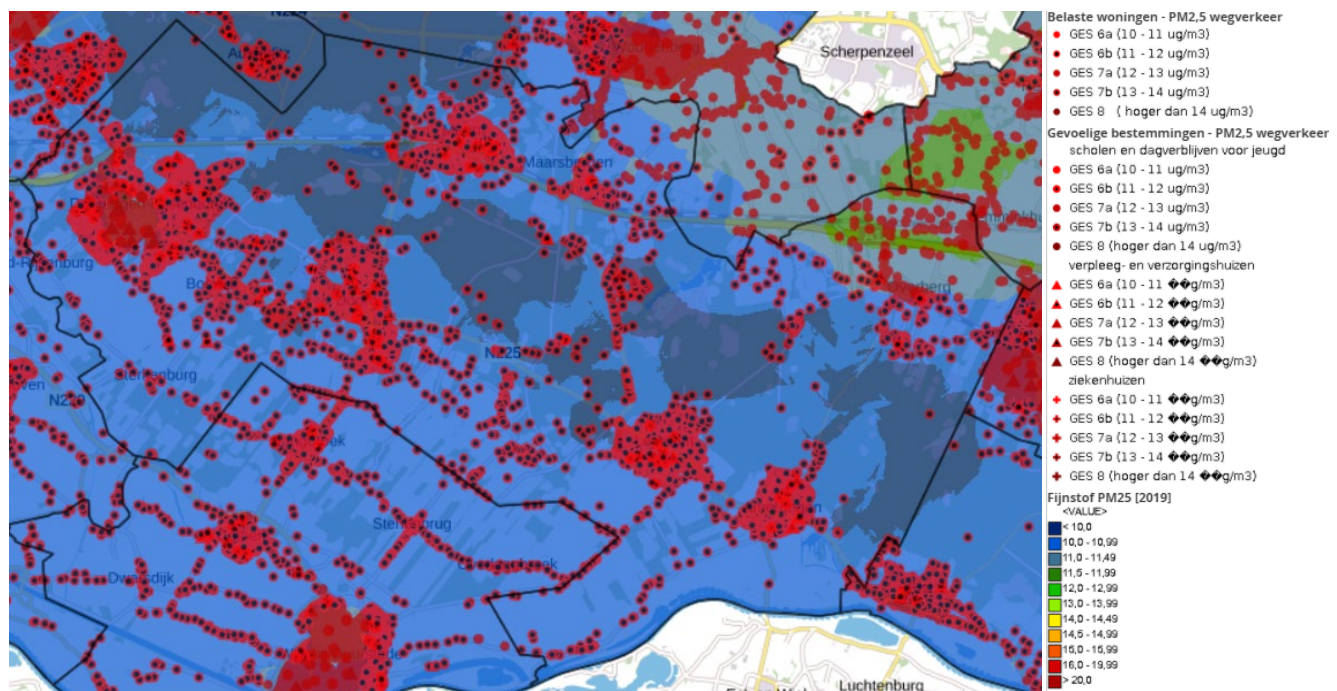 Scherpenzeel
Maarsbergen
N225
Sterkenburg
N229
Dwarsdijk
Luchtenburg
Belaste woningen - PM2,5 wegverkeer
GES 6a (10 - 11 ug/m3)
GES 6b (11 - 12 ug/m3)
GES 7a (12 - 13 ug/m3)
GES 7b (13 - 14 ug/m3)
GES 8 ( hoger dan 14 ug/m3)
Gevoelige bestemmingen - PM2,5 wegverkeer
scholen en dagverblijven voor jeugd
GES 6a (10 - 11 ug/m3)
GES 6b (11 - 12 ug/m3)
GES 7a (12 - 13 ug/m3)
GES 7b (13 - 14 ug/m3)
GES 8 (hoger dan 14 ug/m3)
verpleeg- en verzorgingshuizen
GES 6a (10 - 11 ��g/m3)
GES 6b (11 - 12 ��g/m3)
GES 7a (12 - 13 ��g/m3)
GES 7b (13 - 14 ��g/m3)
GES 8 (hoger dan 14 ��g/m3)
ziekenhuizen
GES 6a (10 - 11 ��g/m3)
GES 6b (11 - 12 ��g/m3)
GES 7a (12 - 13 ��g/m3)
GES 7b (13 - 14 ��g/m3)
GES 8 (hoger dan 14 ��g/m3)
Fijnstof PM25 [2019]
<VALUE>
< 10,0
10,0 - 10,99
11,0 - 11,49
11,5 - 11,99
12,0 - 12,99
13,0 - 13,99
14,0 - 14,49
14,5 - 14,99
15,0 - 15,99
16,0 - 19,99
> 20,0